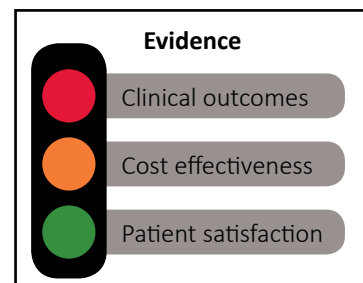 Evidence
Clinical outcomes
Cost effectiveness
Patient satisfaction